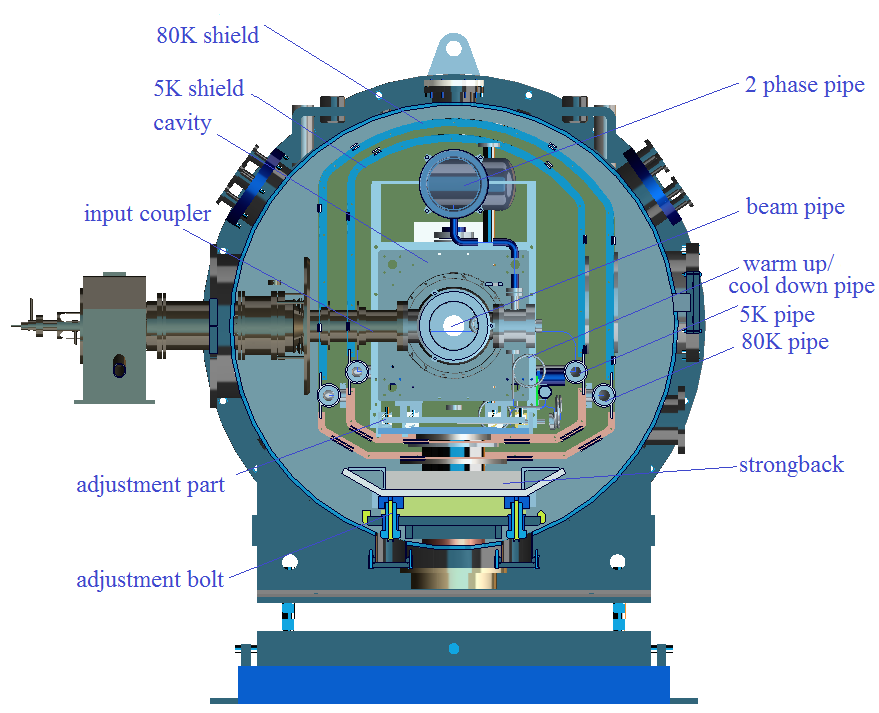 80K shield
5K shield
cavity
input coupler
2 phase pipe
beam pipe
warm up/
cool down pipe
5K pipe
80K pipe
strongback
adjustment part
adjustment bolt